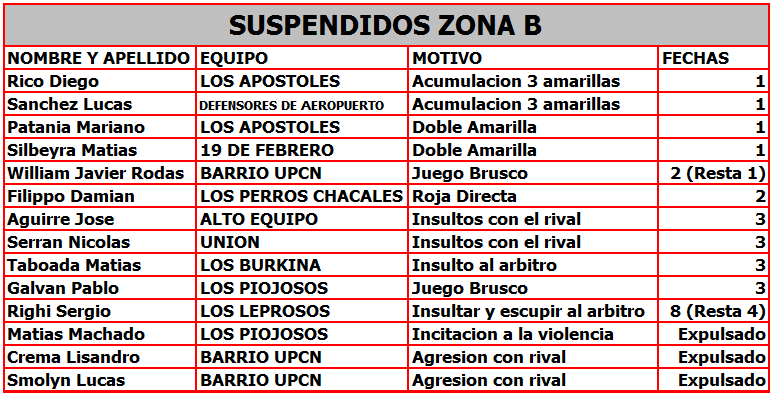 SUSPENDIDOS ZONA B
NOMBRE Y APELLIDO EQUIPO MOTIVO FECHAS
Rico Diego LOS APOSTOLES Acumulacion 3 amarillas 1
Sanchez Lucas DEFENSORES DE AEROPUERTO Acumulacion 3 amarillas 1
Patania Mariano LOS APOSTOLES Doble Amarilla 1
Silbeyra Matias 19 DE FEBRERO Doble Amarilla 1
William Javier Rodas BARRIO UPCN Juego Brusco 2 (Resta 1)
Filippo Damian LOS PERROS CHACALES Roja Directa 2
Aguirre Jose ALTO EQUIPO Insultos con el rival 3
Serran Nicolas UNION Insultos con el rival 3
Taboada Matias LOS BURKINA Insulto al arbitro 3
Galvan Pablo LOS PIOJOSOS Juego Brusco 3
Righi Sergio LOS LEPROSOS Insultar y escupir al arbitro 8 (Resta 4)
Matias Machado LOS PIOJOSOS Incitacion a la violencia Expulsado
Crema Lisandro BARRIO UPCN Agresion con rival Expulsado
Smolyn Lucas BARRIO UPCN Agresion con rival Expulsado